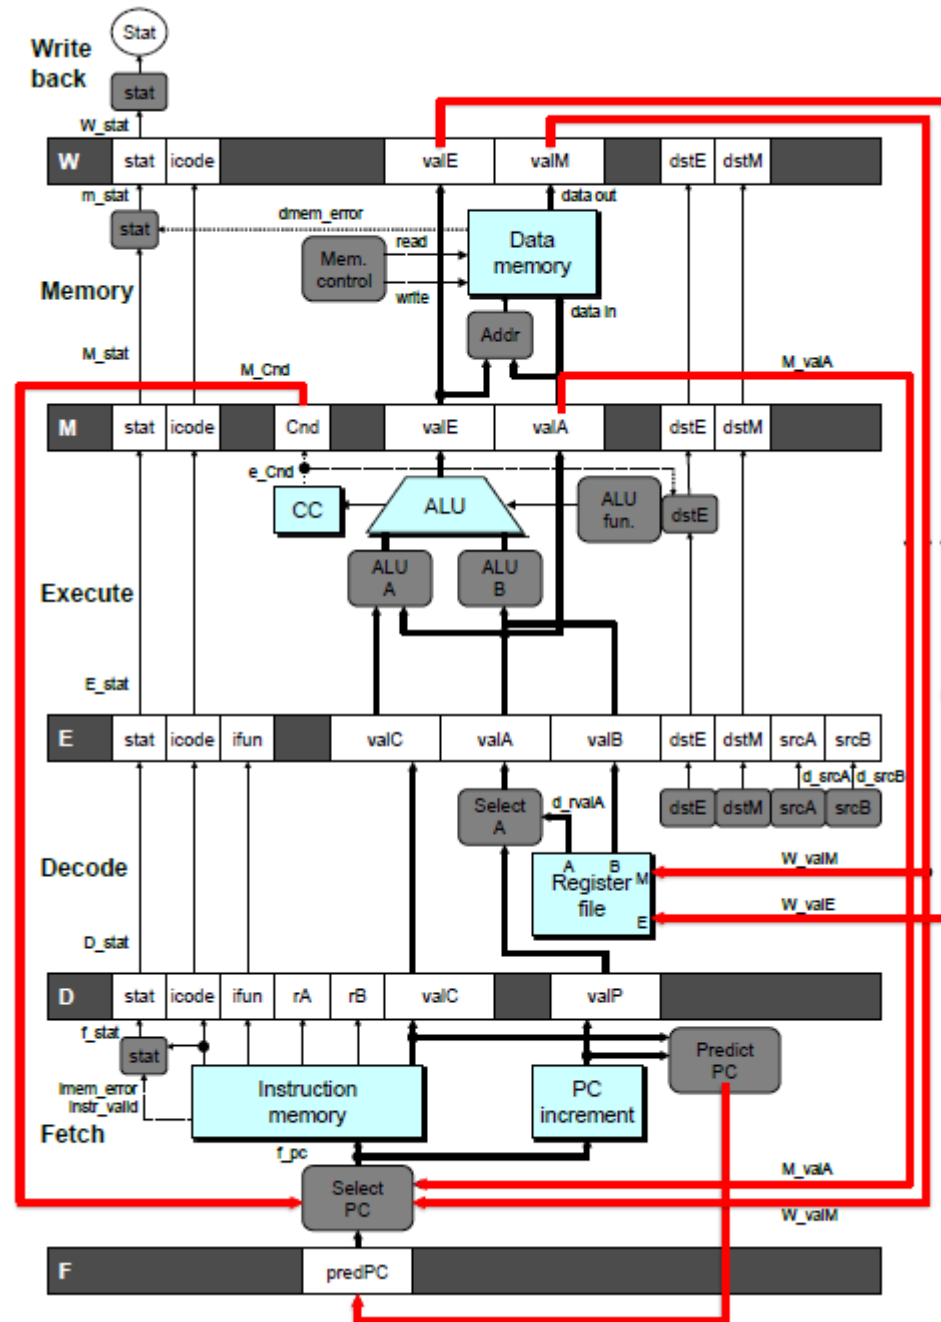 Stat
Write
back
stat
W_stat
W stat icode valE valM dstE dstM
m_stat
data out
dmem_error
stat
read
Data
memory
Mem.
control
Memory
write
data in
Addr
M_stat
M_Cnd
M_valA
M stat icode Cnd valE valA dstE dstM
e_Cnd
CC
ALU
ALU
fun.
dstE
ALU
A
ALU
B
Execute
E_stat
E stat icode ifun valC valA valB dstE dstM srcA srcB
d_srcA d_srcB
Select
A
d_rvalA
dstE dstM srcA srcB
A B
M
Register
file
E
W_valM
Decode
W_valE
D_stat
D stat icode ifun rA rB valC valP
f_stat
stat
Predict
PC
Imem_error
Instr_valid
Instruction
memory
PC
increment
Fetch
f_pc
M_valA
Select
PC
W_valM
F predPC